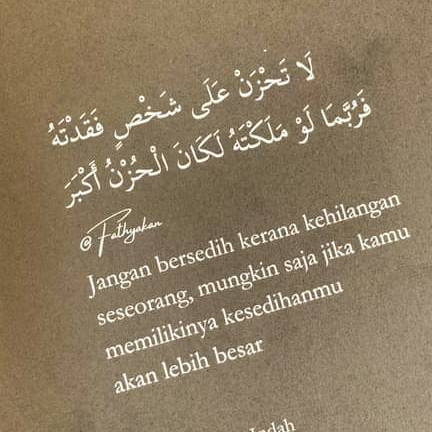 لَا تَحْزَنْ عَلَى شَخْصٍ فَقَدْتَهُ
فَرُبَّمَا لَوْ مَلَكْتَهُ لَكَانَ الْحُزْنُ أَكْبَرَ
@Fathyakan
Jangan bersedih kerana kehilangan
seseorang, mungkin saja jika kamu
memilikinya kesedihanmu
akan lebih besar
Indah